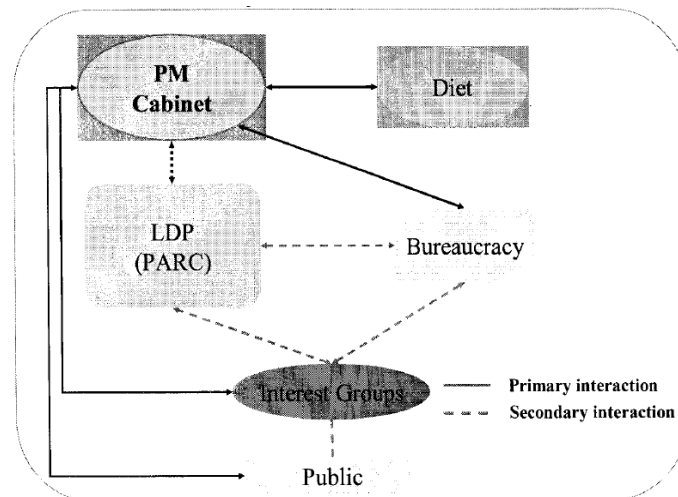 PM
Cabinet
Diet
LDP
(PARC)
Bureaucracy
Interest Groups
Primary interaction
Secondary interaction
Public